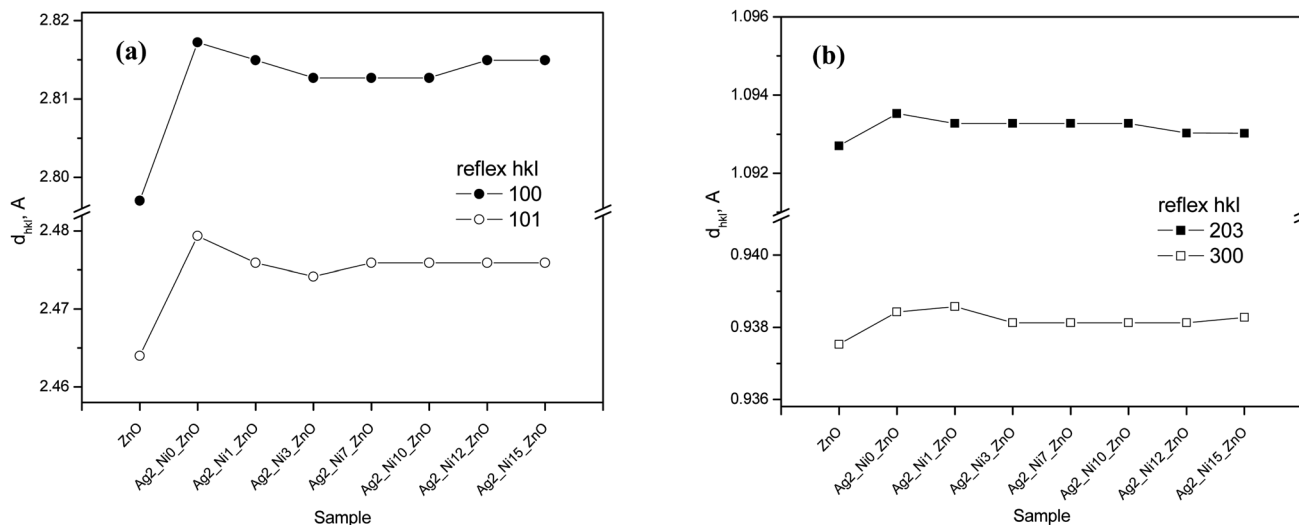 (a)
2.82
2.81
2.80
2.48
2.47
2.46
d_hkl, A
reflex hkl
100
101
ZnO
Ag2_Ni0_ZnO
Ag2_Ni1_ZnO
Ag2_Ni3_ZnO
Ag2_Ni7_ZnO
Ag2_Ni10_ZnO
Ag2_Ni12_ZnO
Ag2_Ni15_ZnO
Sample
(b)
1.096
1.094
1.092
0.940
0.938
0.936
d_hkl, A
reflex hkl
203
300
ZnO
Ag2_Ni0_ZnO
Ag2_Ni1_ZnO
Ag2_Ni3_ZnO
Ag2_Ni7_ZnO
Ag2_Ni10_ZnO
Ag2_Ni12_ZnO
Ag2_Ni15_ZnO
Sample